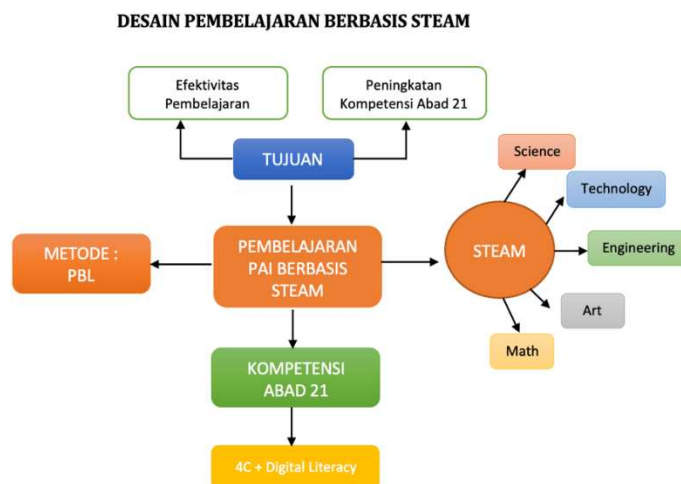 DESAIN PEMBELAJARAN BERBASIS STEAM
Efektivitas
Pembelajaran
Peningkatan
Kompetensi Abad 21
TUJUAN
Science
Technology
METODE :
PBL
PEMBELAJARAN
PAI BERBASIS
STEAM
STEAM
Engineering
Art
Math
KOMPETENSI
ABAD 21
4C + Digital Literacy